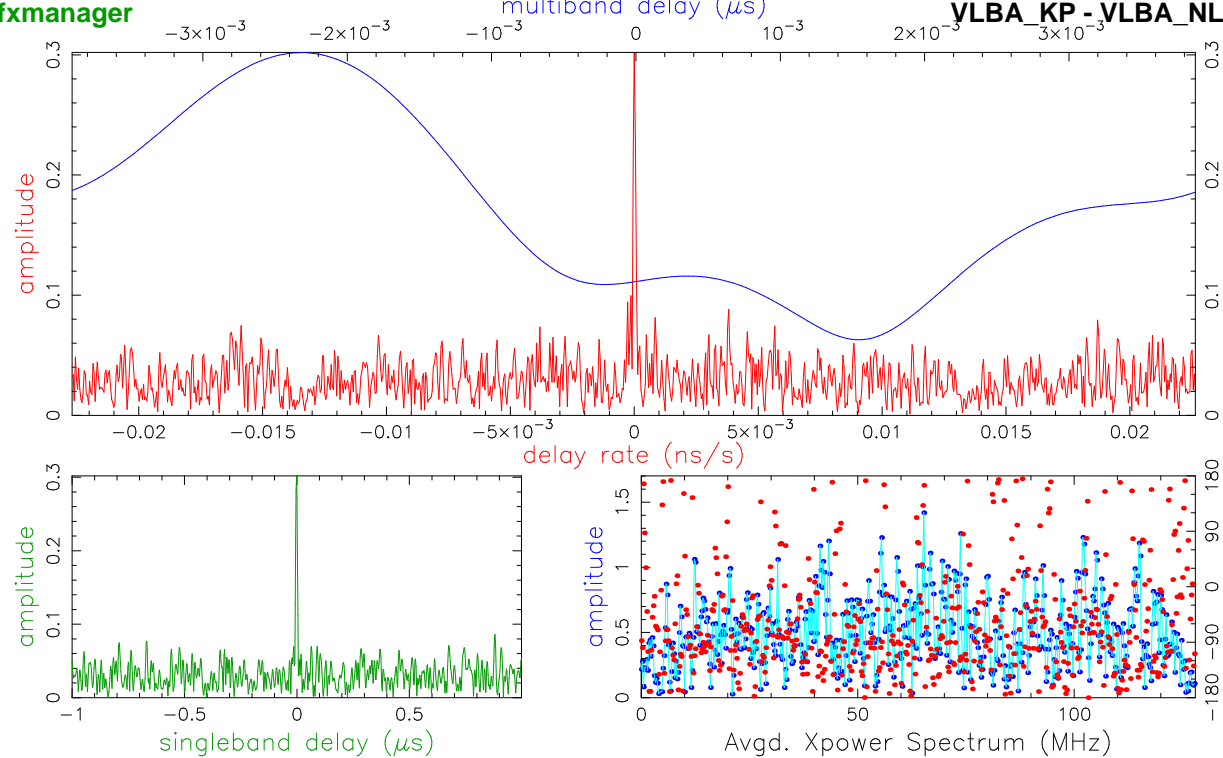 fxmanager
multiband delay (μs)
VLBA_KP - VLBA_NL
−3×10⁻³ −2×10⁻³ −10⁻³ 0 10⁻³ 2×10⁻³ 3×10⁻³
amplitude
0.3 0.3
0.2 0.2
0.1 0.1
0 0
−0.02 −0.015 −0.01 −5×10⁻³ 0 5×10⁻³ 0.01 0.015 0.02
delay rate (ns/s)
amplitude
0.3
0.2
0.1
0
−1 −0.5 0 0.5
singleband delay (μs)
amplitude
1.5 180
1 90
0.5 0
0 −90
−180
0 50 100
Avgd. Xpower Spectrum (MHz)